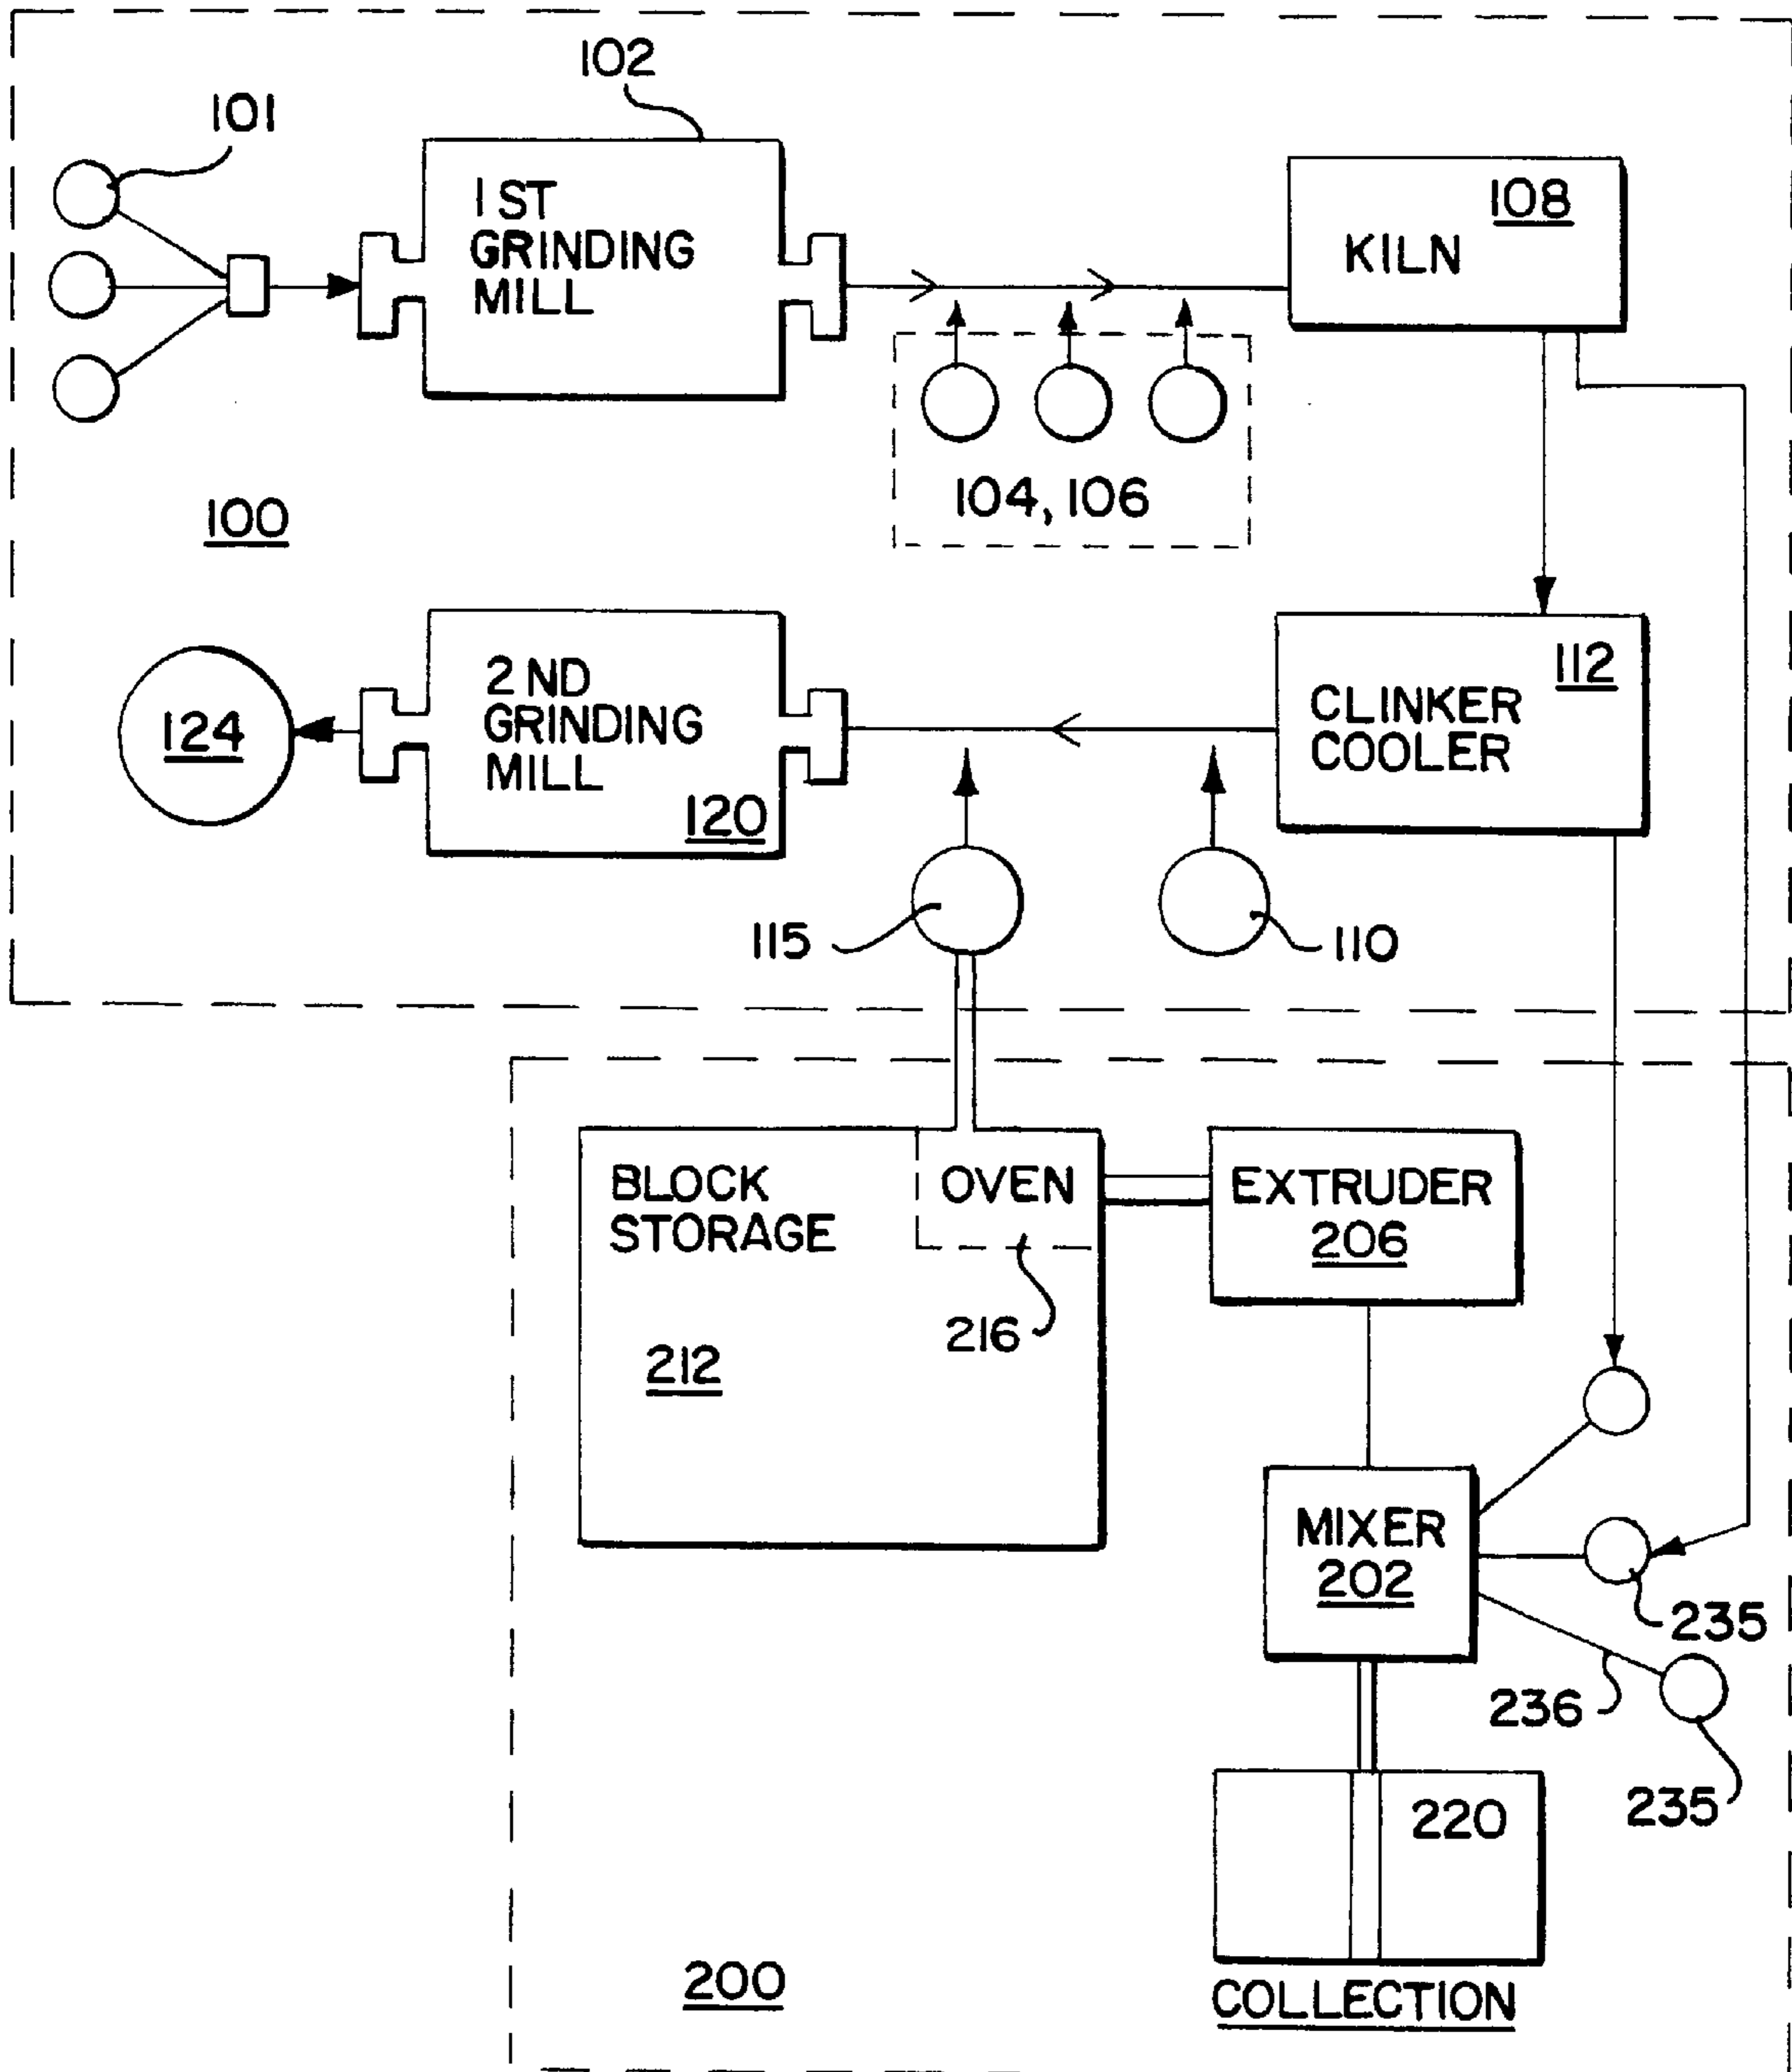 102
101
1 ST
GRINDING
MILL
108
KILN
104, 106
100
2 ND
GRINDING
MILL
120
124
112
CLINKER
COOLER
115
110
BLOCK
STORAGE
212
OVEN
216
EXTRUDER
206
MIXER
202
235
236
235
220
COLLECTION
200